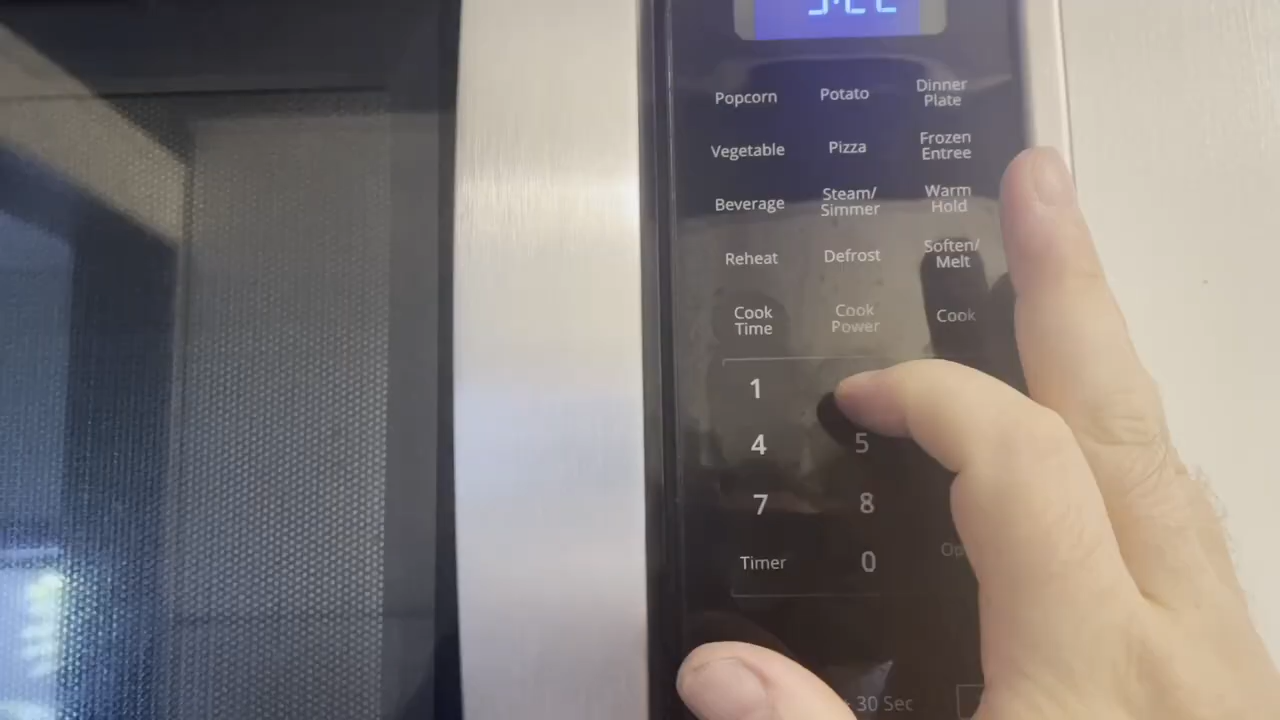 Popcorn Potato Dinner Plate
Vegetable Pizza Frozen Entree
Beverage Steam/ Simmer Warm Hold
Reheat Defrost Soften/ Melt
Cook Time Cook Power Cook
1
4 5
7 8
Timer 0
30 Sec